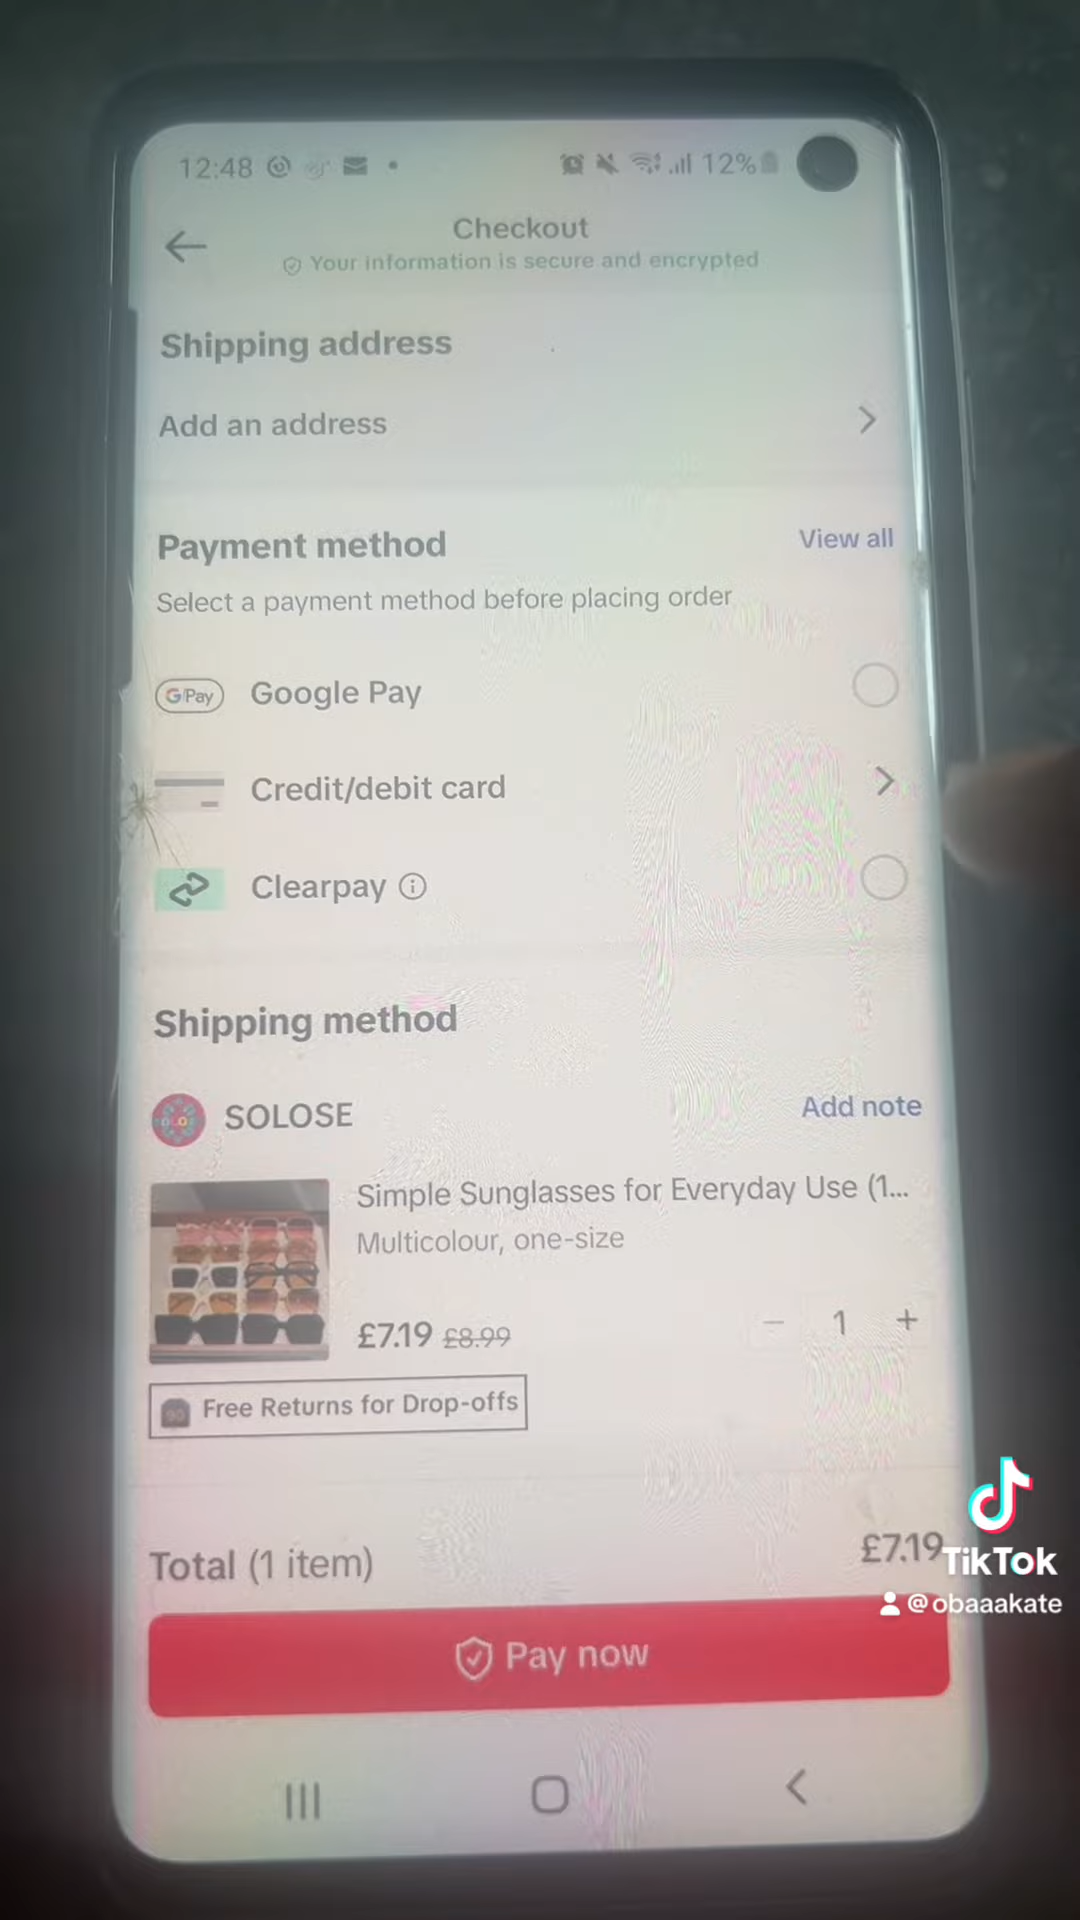 12:48
12%
Checkout
Your information is secure and encrypted
Shipping address
Add an address
Payment method
View all
Select a payment method before placing order
G Pay
Google Pay
Credit/debit card
Clearpay
Shipping method
SOLOSE
Add note
Simple Sunglasses for Everyday Use (1...
Multicolour, one-size
£7.19 £8.99
1
Free Returns for Drop-offs
Total (1 item)
£7.19
Pay now
TikTok
@obaaakate